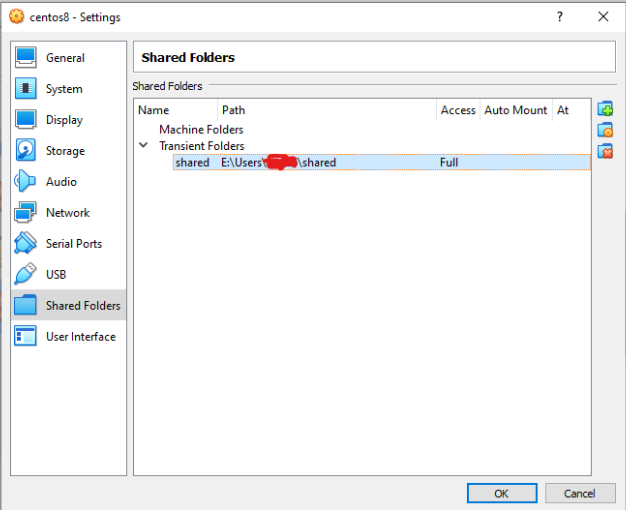 centos8 - Settings
General
System
Display
Storage
Audio
Network
Serial Ports
USB
Shared Folders
User Interface
Shared Folders
Shared Folders
Name Path Access Auto Mount At
Machine Folders
Transient Folders
shared E:\Users\ \shared Full
OK Cancel